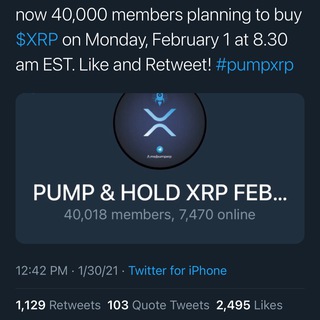 now 40,000 members planning to buy
$XRP on Monday, February 1 at 8.30
am EST. Like and Retweet! #pumpxrp
PUMP & HOLD XRP FEB...
40,018 members, 7,470 online
12:42 PM · 1/30/21 · Twitter for iPhone
1,129 Retweets 103 Quote Tweets 2,495 Likes